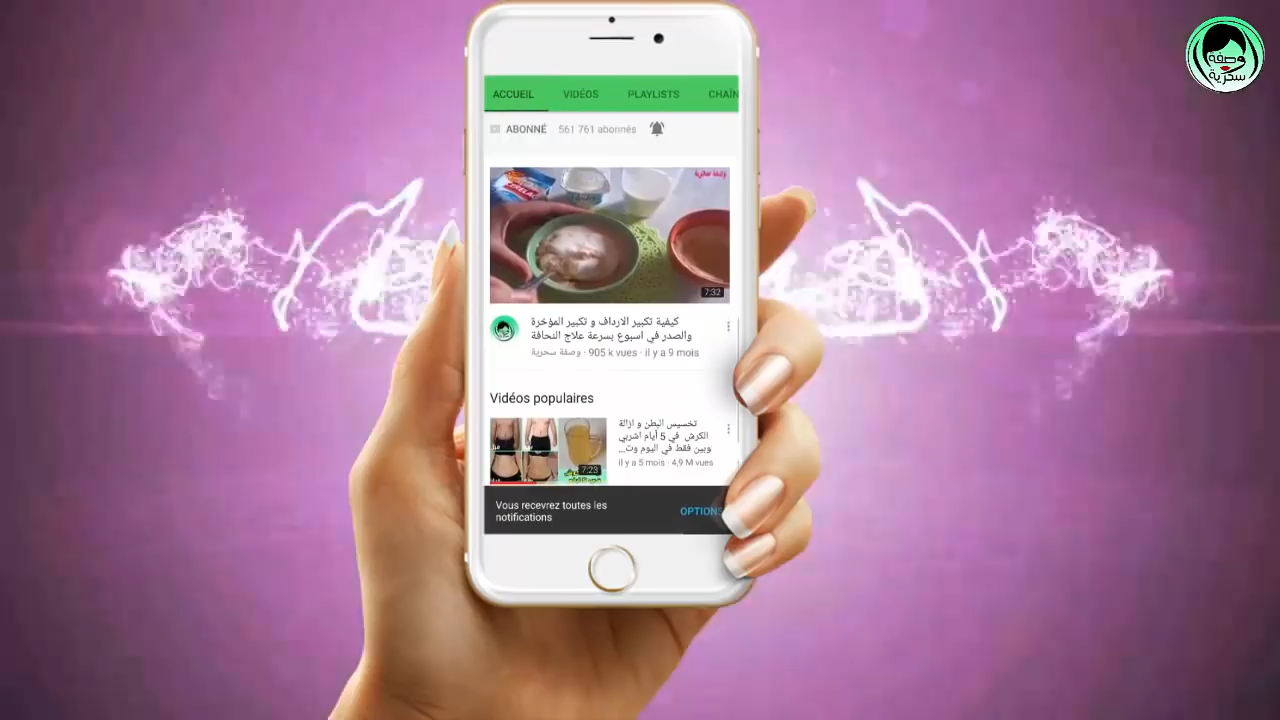 وصفة
سحرية
ACCUEIL VIDÉOS PLAYLISTS CHAÎN
ABONNÉ 561 761 abonnés
وصفة سحرية
7:32
كيفية تكبير الارداف و تكبير المؤخرة
والصدر في اسبوع بسرعة علاج النحافة
وصفة سحرية · 905 k vues · il y a 9 mois
Vidéos populaires
تخسيس البطن و ازالة
الكرش في 5 أيام اشربي
وبين فقط في اليوم وت...
il y a 5 mois · 4,9 M vues
7:23
Vous recevrez toutes les
notifications
OPTIONS